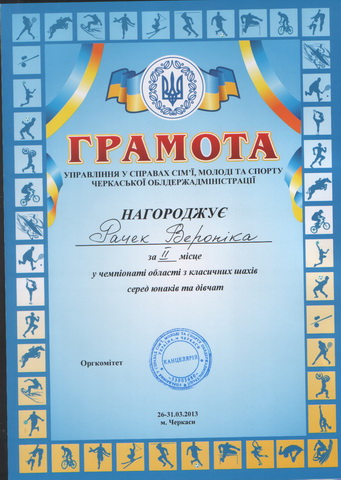 ГРАМОТА
УПРАВЛІННЯ У СПРАВАХ СІМ'Ї, МОЛОДІ ТА СПОРТУ
ЧЕРКАСЬКОЇ ОБЛДЕРЖАДМІНІСТРАЦІЇ
НАГОРОДЖУЄ
Рачек Вероніка
за II місце
у чемпіонаті області з класичних шахів
серед юнаків та дівчат
Оргкомітет
КАНЦЕЛЯРІЯ
26-31.03.2013
м. Черкаси